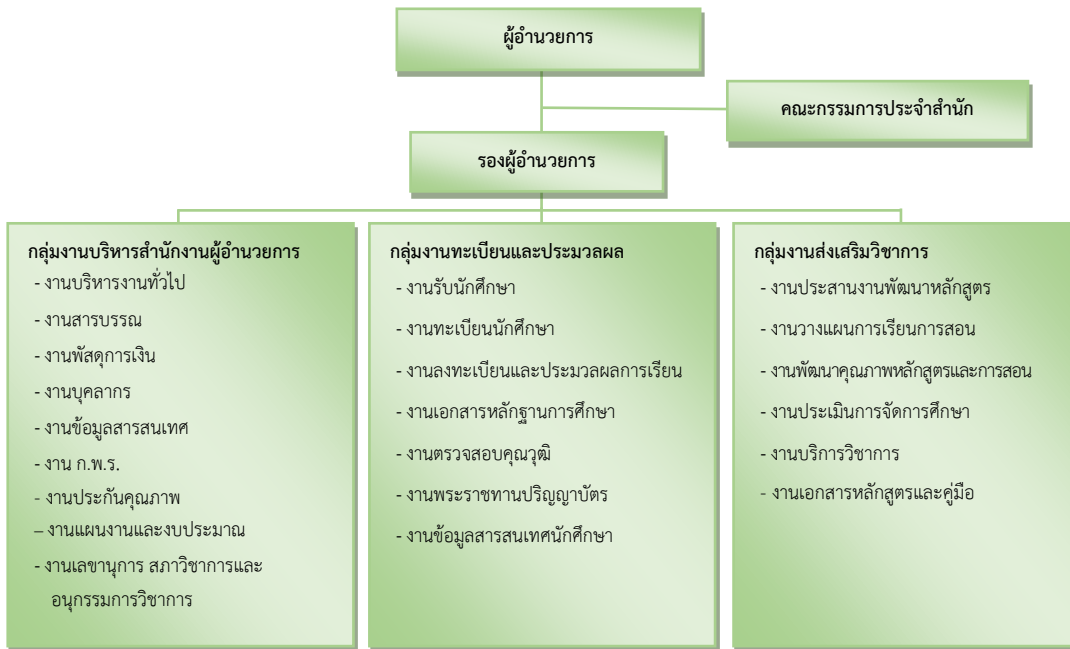 ผู้อำนวยการ
คณะกรรมการประจำสำนัก
รองผู้อำนวยการ
กลุ่มงานบริหารสำนักงานผู้อำนวยการ
- งานบริหารงานทั่วไป
- งานสารบรรณ
- งานพัสดุการเงิน
- งานบุคลากร
- งานข้อมูลสารสนเทศ
- งาน ก.พ.ร.
- งานประกันคุณภาพ
– งานแผนงานและงบประมาณ
- งานเลขานุการ สภาวิชาการและ
อนุกรรมการวิชาการ
กลุ่มงานทะเบียนและประมวลผล
- งานรับนักศึกษา
- งานทะเบียนนักศึกษา
- งานลงทะเบียนและประมวลผลการเรียน
- งานเอกสารหลักฐานการศึกษา
- งานตรวจสอบคุณวุฒิ
- งานพระราชทานปริญญาบัตร
- งานข้อมูลสารสนเทศนักศึกษา
กลุ่มงานส่งเสริมวิชาการ
- งานประสานงานพัฒนาหลักสูตร
- งานวางแผนการเรียนการสอน
- งานพัฒนาคุณภาพหลักสูตรและการสอน
- งานประเมินการจัดการศึกษา
- งานบริการวิชาการ
- งานเอกสารหลักสูตรและคู่มือ